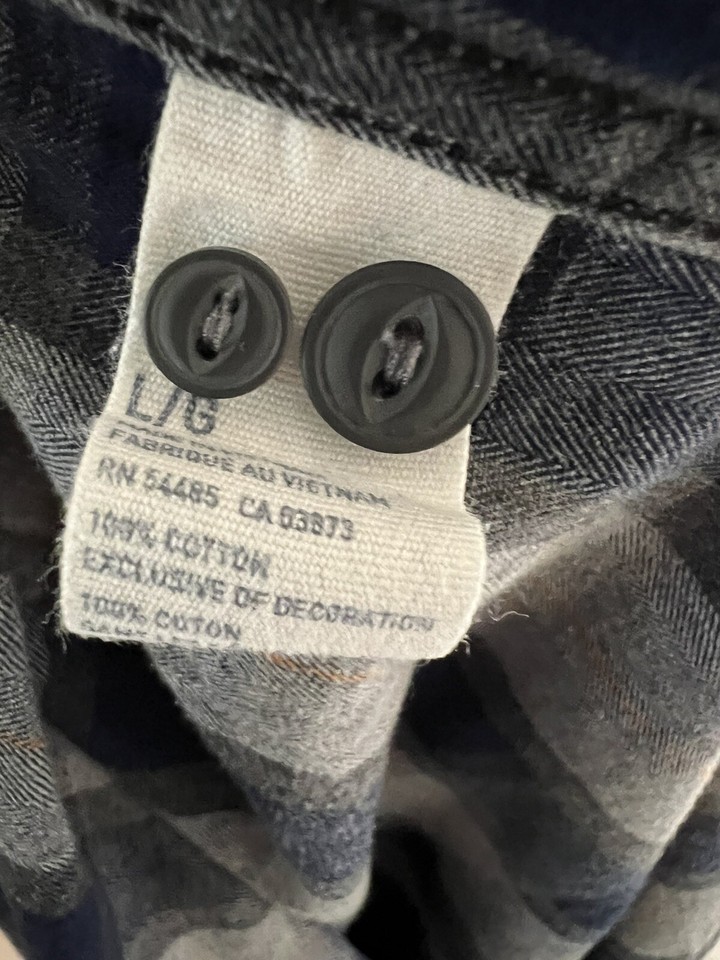 L/G
FABRIQUE AU VIETNAM
RN 54485 CA 03873
100% COTTON
EXCLUSIVE OF DECORATION
100% COTON